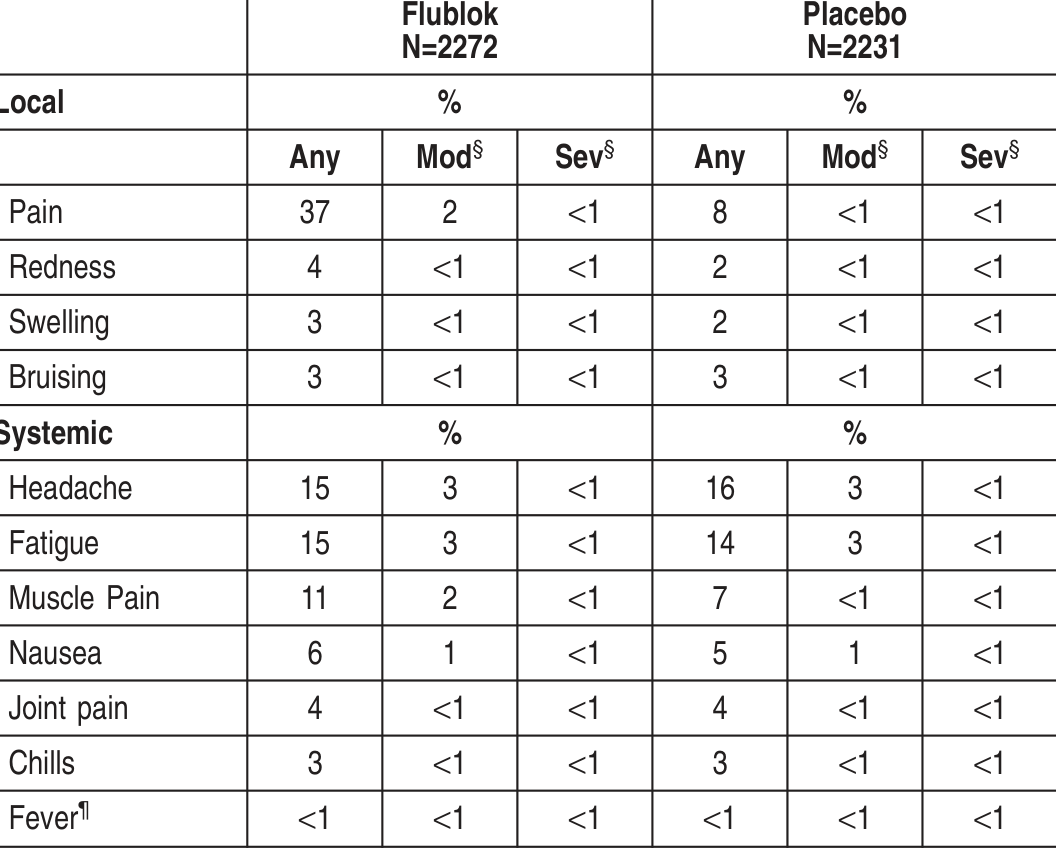 Flublok Placebo
N=2272 N=2231
Local % %
Any Mod§ Sev§ Any Mod§ Sev§
Pain 37 2 <1 8 <1 <1
Redness 4 <1 <1 2 <1 <1
Swelling 3 <1 <1 2 <1 <1
Bruising 3 <1 <1 3 <1 <1
Systemic % %
Headache 15 3 <1 16 3 <1
Fatigue 15 3 <1 14 3 <1
Muscle Pain 11 2 <1 7 <1 <1
Nausea 6 1 <1 5 1 <1
Joint pain 4 <1 <1 4 <1 <1
Chills 3 <1 <1 3 <1 <1
Fever¶ <1 <1 <1 <1 <1 <1